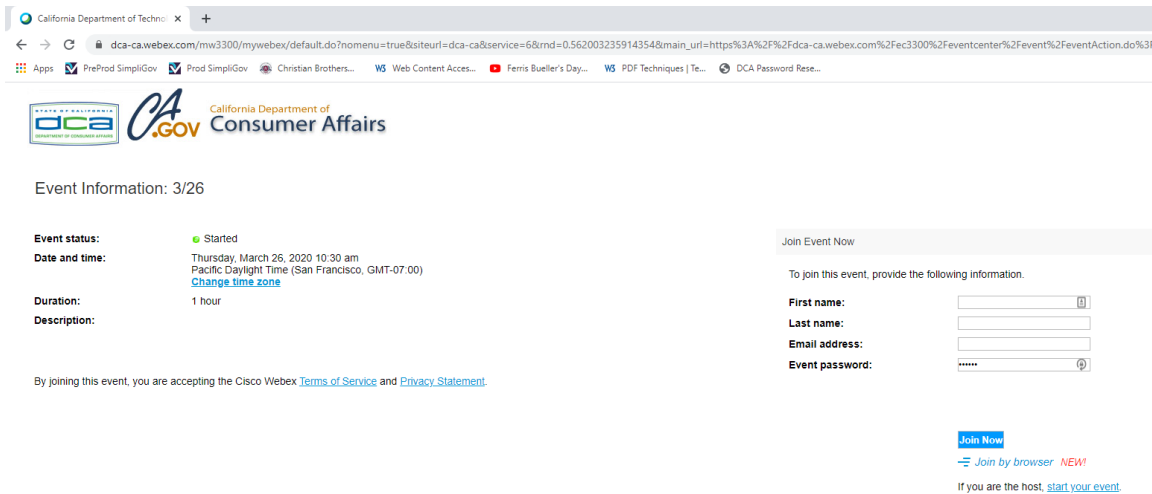 California Department of Techno
dca-ca.webex.com/mw3300/mywebex/default.do?nomenu=true&siteurl=dca-ca&service=6&rnd=0.562003235914354&main_url=https%3A%2F%2Fdca-ca.webex.com%2Fec3300%2Feventcenter%2Fevent%2FeventAction.do%3F
Apps PreProd SimpliGov Prod SimpliGov Christian Brothers... W3 Web Content Acces... Ferris Bueller's Day... W3 PDF Techniques | Te... DCA Password Rese...
STATE OF CALIFORNIA
dca
DEPARTMENT OF CONSUMER AFFAIRS
CA
.GOV
California Department of
Consumer Affairs
Event Information: 3/26
Event status: Started
Date and time: Thursday, March 26, 2020 10:30 am
Pacific Daylight Time (San Francisco, GMT-07:00)
Change time zone
Duration: 1 hour
Description:
By joining this event, you are accepting the Cisco Webex Terms of Service and Privacy Statement.
Join Event Now
To join this event, provide the following information.
First name:
Last name:
Email address:
Event password: ••••••
Join Now
Join by browser NEW!
If you are the host, start your event.